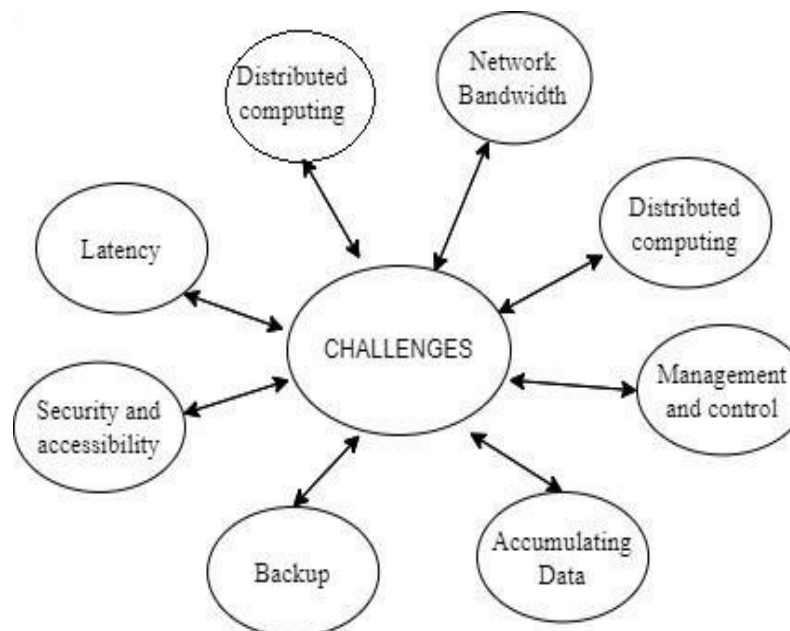 Distributed
computing
Network
Bandwidth
Distributed
computing
Latency
CHALLENGES
Management
and control
Security and
accessibility
Backup
Accumulating
Data